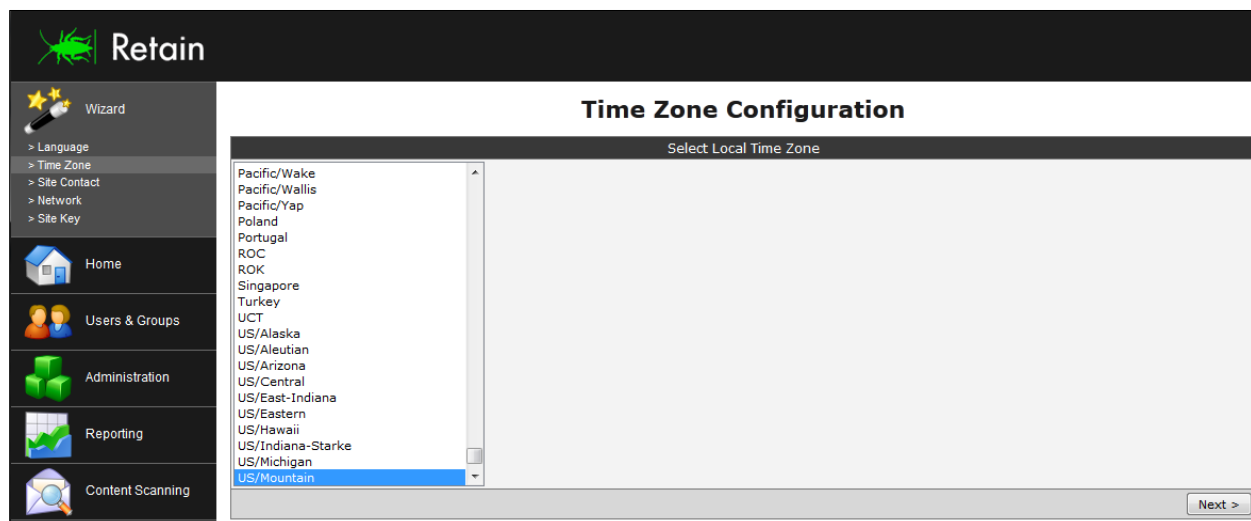 Retain
Wizard
> Language
> Time Zone
> Site Contact
> Network
> Site Key
Home
Users & Groups
Administration
Reporting
Content Scanning
Time Zone Configuration
Select Local Time Zone
Pacific/Wake
Pacific/Wallis
Pacific/Yap
Poland
Portugal
ROC
ROK
Singapore
Turkey
UCT
US/Alaska
US/Aleutian
US/Arizona
US/Central
US/East-Indiana
US/Eastern
US/Hawaii
US/Indiana-Starke
US/Michigan
US/Mountain
Next >